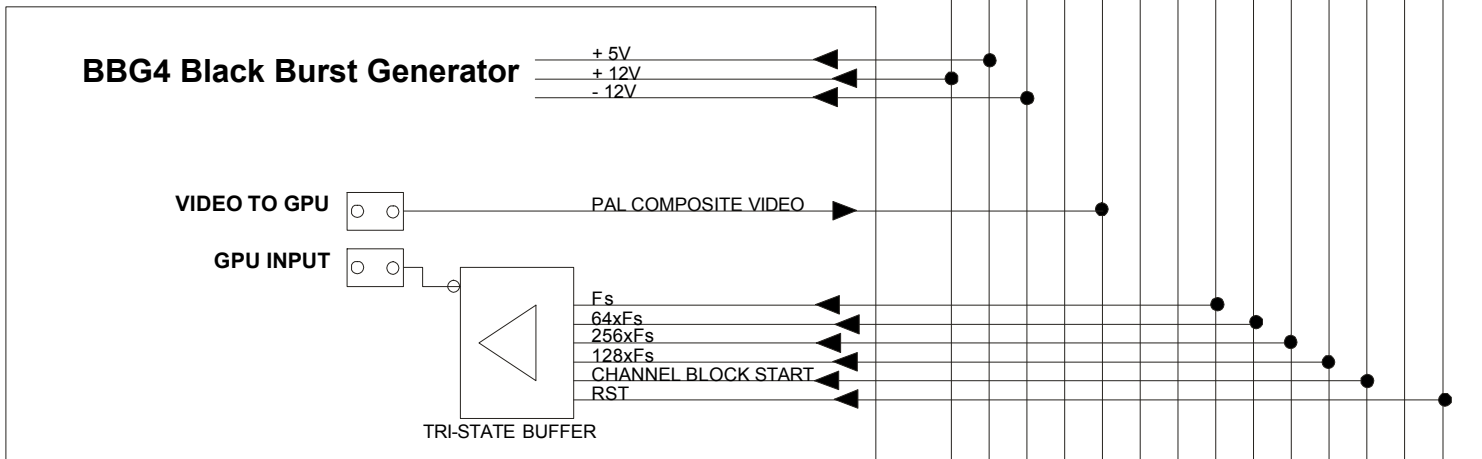 BBG4 Black Burst Generator
+ 5V
+ 12V
- 12V
VIDEO TO GPU
PAL COMPOSITE VIDEO
GPU INPUT
Fs
64xFs
256xFs
128xFs
CHANNEL BLOCK START
RST
TRI-STATE BUFFER